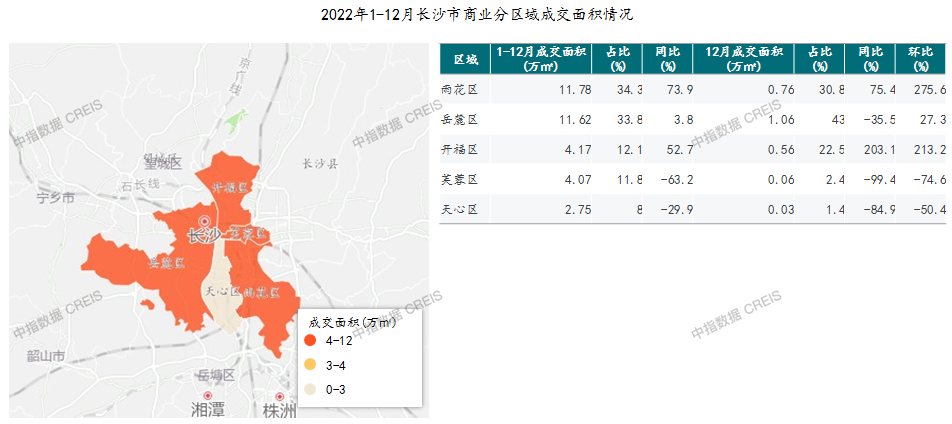 2022年1-12月长沙市商业分区域成交面积情况
京广线
中指数据 CREIS
望城区
长沙县
石长线
开福区
宁乡市
长沙
芙蓉区
岳麓区
天心区
雨花区
中指数据 CREIS
中指数据 CREIS
韶山市
岳塘区
湘潭
株洲
成交面积(万㎡)
4-12
3-4
0-3
区域 1-12月成交面积(万㎡) 占比(%) 同比(%) 12月成交面积(万㎡) 占比(%) 同比(%) 环比(%)
雨花区 11.78 34.3 73.9 0.76 30.8 75.4 275.6
岳麓区 11.62 33.8 3.8 1.06 43 -35.5 27.3
开福区 4.17 12.1 52.7 0.56 22.5 203.1 213.2
芙蓉区 4.07 11.8 -63.2 0.06 2.4 -99.4 -74.6
天心区 2.75 8 -29.9 0.03 1.4 -84.9 -50.4
中指数据 CREIS
中指数据 CREIS
中指数据 CREIS